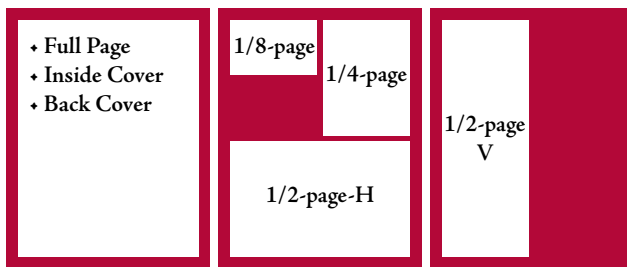 ✦ Full Page
✦ Inside Cover
✦ Back Cover
1/8-page
1/4-page
1/2-page-H
1/2-page
V